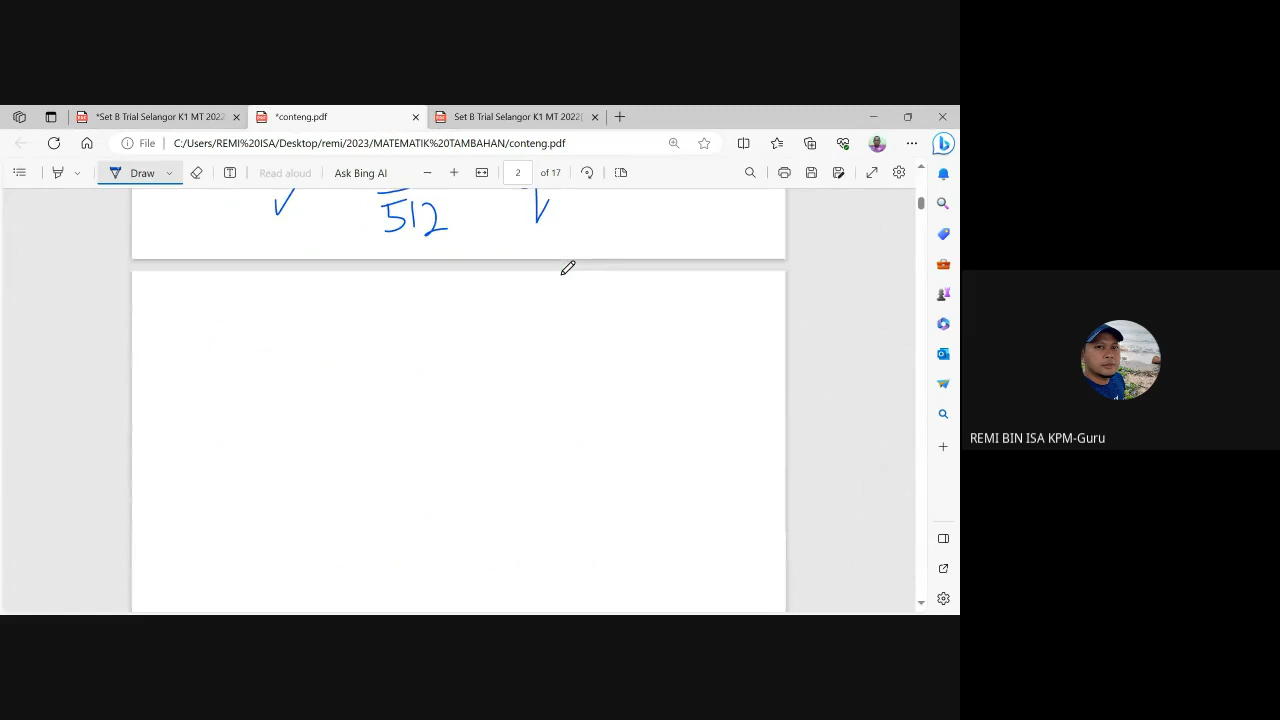 *Set B Trial Selangor K1 MT 2022
*conteng.pdf
Set B Trial Selangor K1 MT 2022(
File
C:/Users/REMI%20ISA/Desktop/remi/2023/MATEMATIK%20TAMBAHAN/conteng.pdf
Draw
Read aloud
Ask Bing AI
2 of 17
512
REMI BIN ISA KPM-Guru